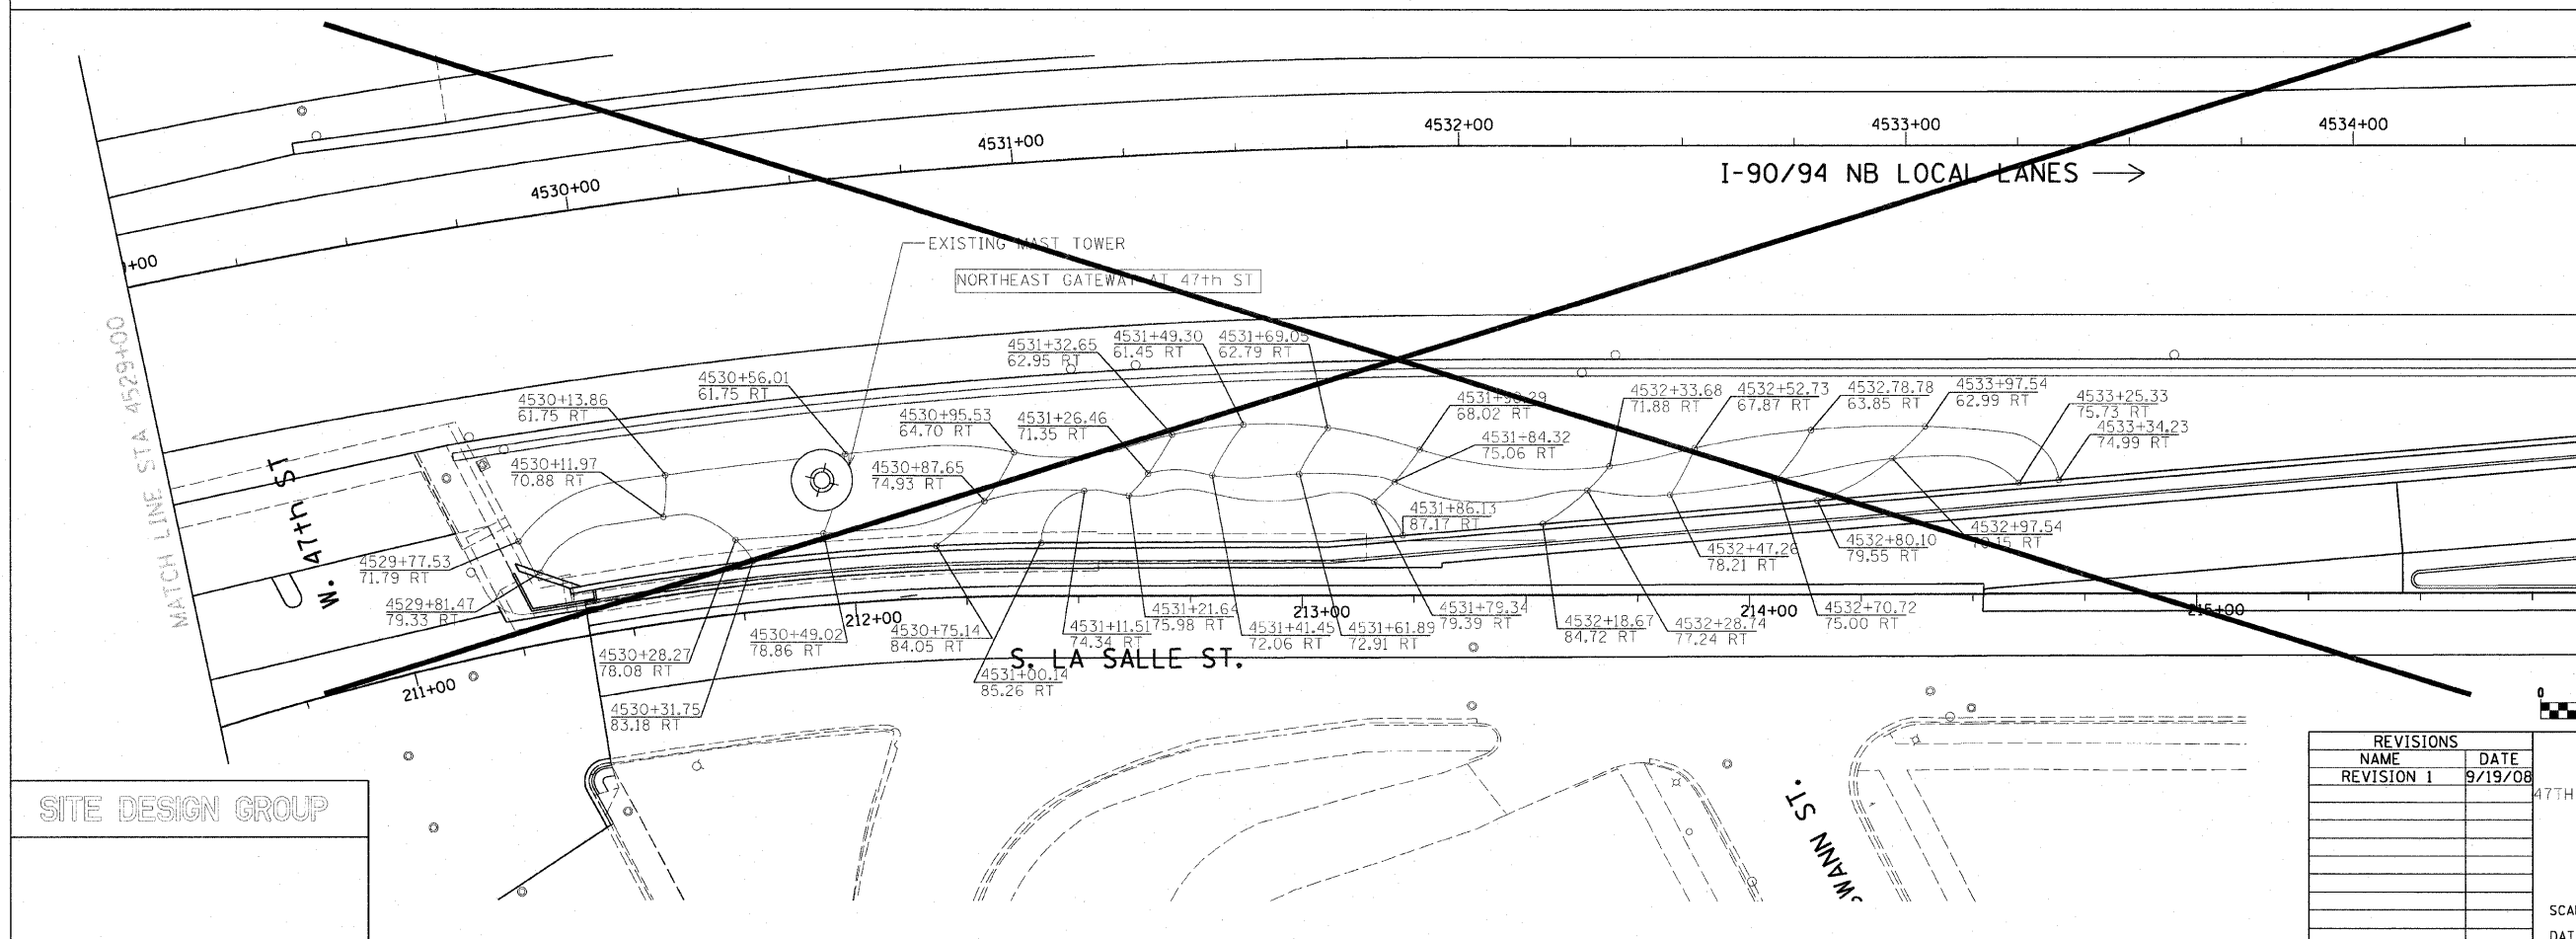 4531+00
4532+00
4533+00
4534+00
4530+00
I-90/94 NB LOCAL LANES
+00
EXISTING MAST TOWER
NORTHEAST GATEWAY AT 47th ST
MATCH LINE STA 4529+00
W. 47th ST
4530+13.86
61.75 RT
4530+56.01
61.75 RT
4531+32.65
62.95 RT
4531+49.30
61.45 RT
4531+69.05
62.79 RT
4530+95.53
64.70 RT
4531+26.46
71.35 RT
68.02 RT
4531+84.32
75.06 RT
4532+33.68
71.88 RT
4532+52.73
67.87 RT
4532.78.78
63.85 RT
4533+97.54
62.99 RT
4533+25.33
75.73 RT
4533+34.23
74.99 RT
4530+11.97
70.88 RT
4530+87.65
74.93 RT
4531+86.13
87.17 RT
4532+47.26
78.21 RT
4532+80.10
79.55 RT
4532+97.54
4529+77.53
71.79 RT
4529+81.47
79.33 RT
4530+28.27
78.08 RT
4530+31.75
83.18 RT
4530+49.02
78.86 RT
4530+75.14
84.05 RT
4531+00.14
85.26 RT
4531+11.51
74.34 RT
4531+21.64
75.98 RT
4531+41.45
72.06 RT
4531+61.89
72.91 RT
4531+79.34
79.39 RT
4532+18.67
84.72 RT
4532+28.74
77.24 RT
4532+70.72
75.00 RT
211+00
212+00
213+00
214+00
215+00
S. LA SALLE ST.
SWANN ST.
SITE DESIGN GROUP
0
REVISIONS
NAME DATE
REVISION 1 9/19/08
47TH
SCA
DAT